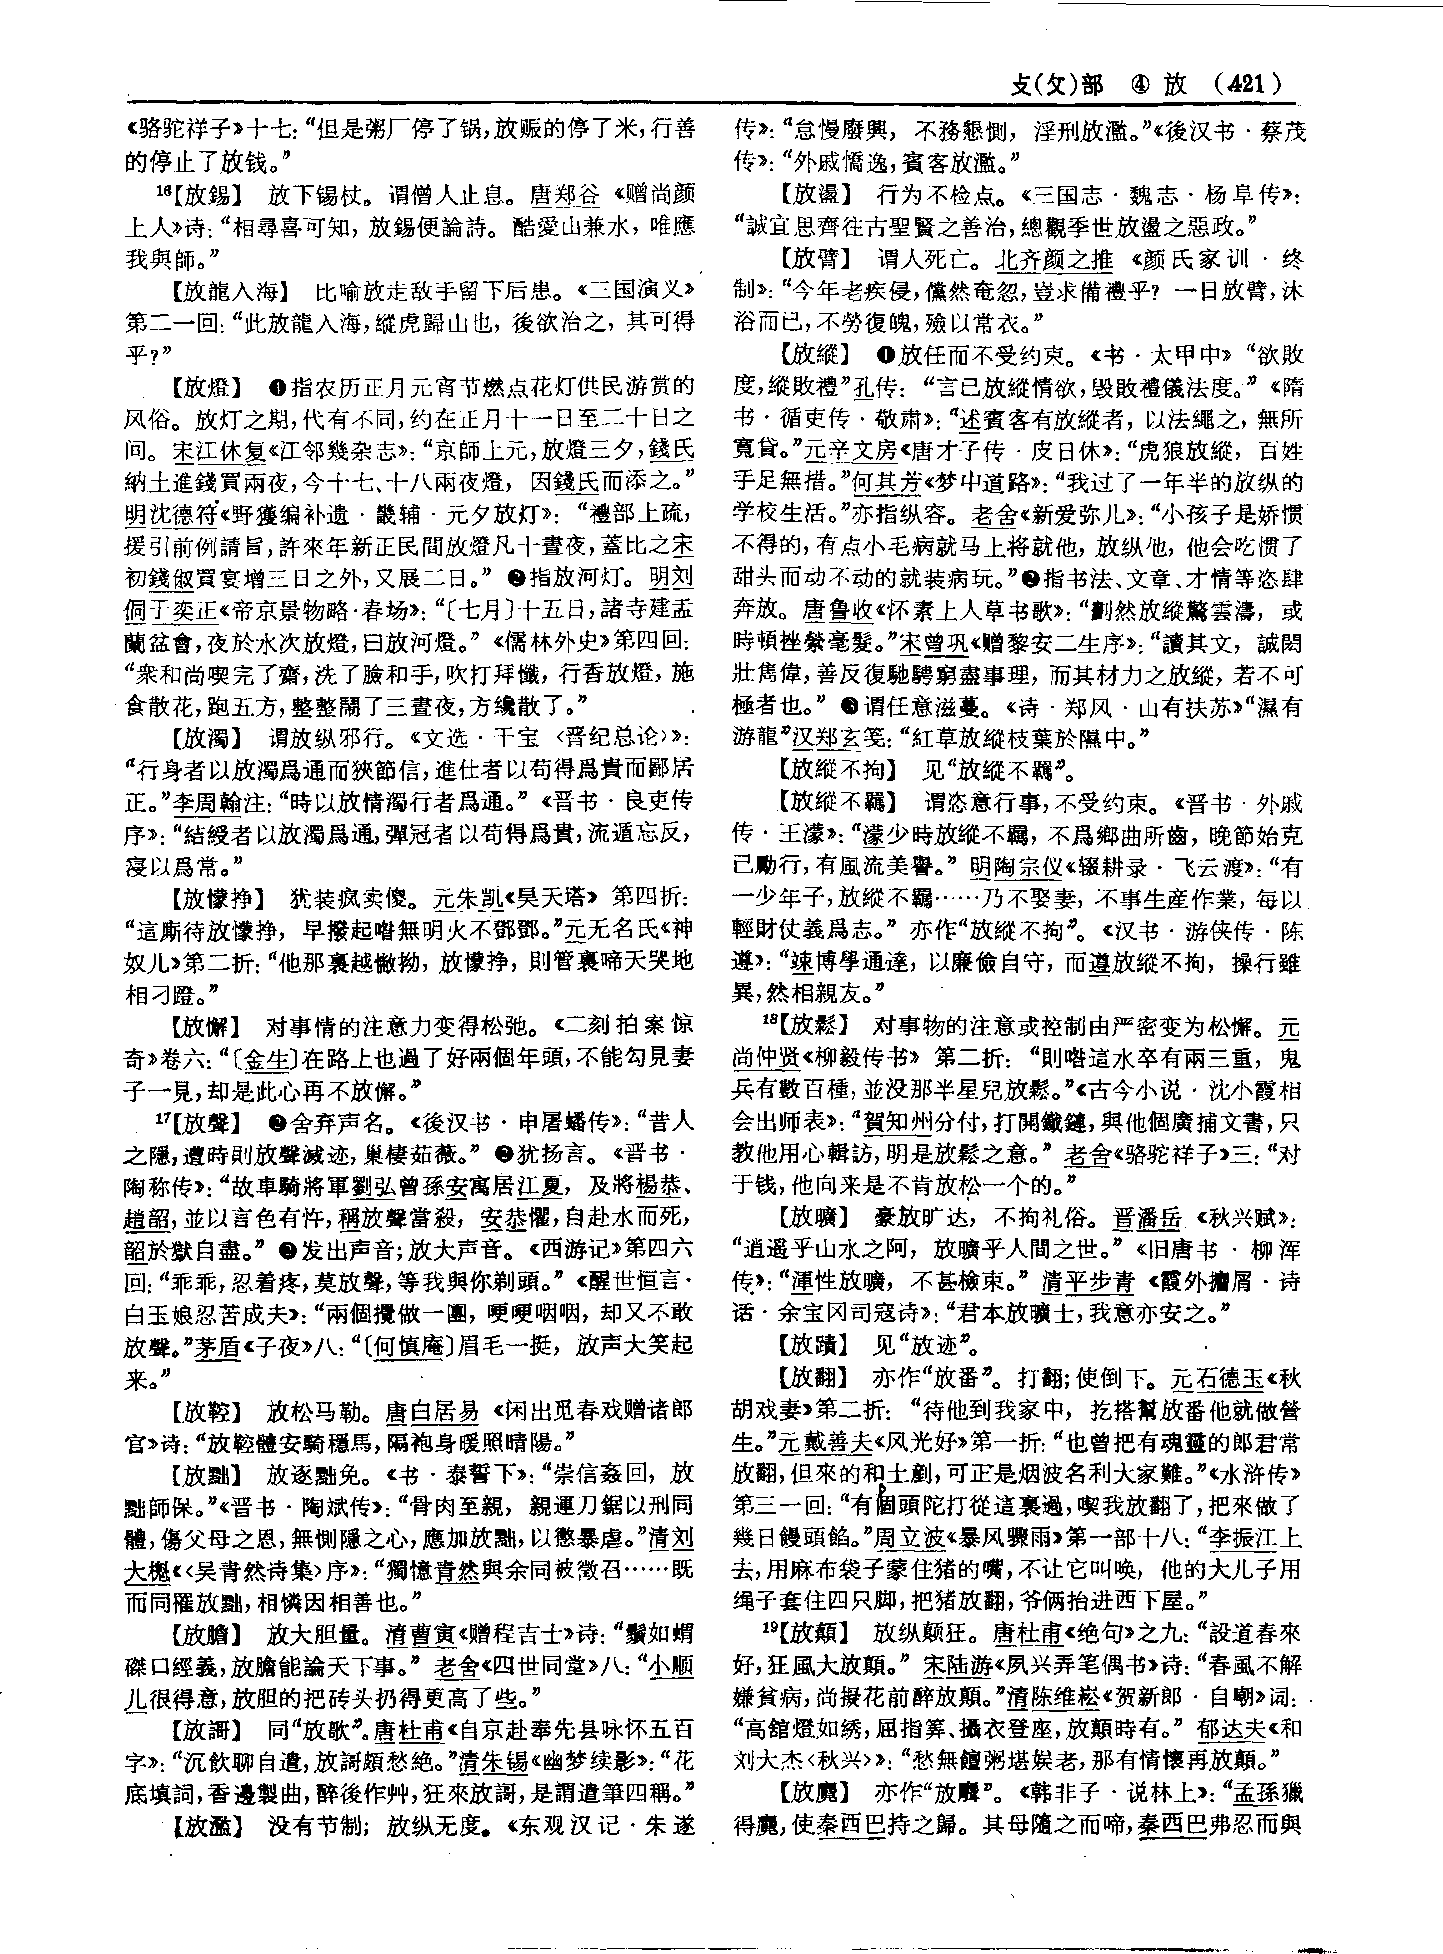 攴(攵)部 ④ 放 (421)
《骆驼祥子》十七:“但是粥厂停了锅,放赈的停了米,行善
的停止了放钱。”
16【放錫】 放下锡杖。谓僧人止息。唐郑谷《赠尚颜
上人》诗:“相尋喜可知,放錫便論詩。酷愛山兼水,唯應
我與師。”
【放龍入海】 比喻放走敌手留下后患。《三国演义》
第二一回:“此放龍入海,縱虎歸山也,後欲治之,其可得
乎?”
【放燈】 ❶指农历正月元宵节燃点花灯供民游赏的
风俗。放灯之期,代有不同,约在正月十一日至二十日之
间。宋江休复《江邻幾杂志》:“京師上元,放燈三夕,錢氏
納土進錢買兩夜,今十七、十八兩夜燈,因錢氏而添之。”
明沈德符《野獲编补遗·畿辅·元夕放灯》:“禮部上疏,
援引前例請旨,許來年新正民間放燈凡十晝夜,蓋比之宋
初錢俶買宴增三日之外,又展二日。”❷指放河灯。明刘
侗于奕正《帝京景物略·春场》:“〔七月〕十五日,諸寺建盂
蘭盆會,夜於水次放燈,曰放河燈。”《儒林外史》第四回:
“衆和尚喫完了齋,洗了臉和手,吹打拜懺,行香放燈,施
食散花,跑五方,整整鬧了三晝夜,方纔散了。”
【放濁】 谓放纵邪行。《文选·干宝〈晋纪总论〉》:
“行身者以放濁爲通而狹節信,進仕者以苟得爲貴而鄙居
正。”李周翰注:“時以放情濁行者爲通。”《晋书·良吏传
序》:“結綬者以放濁爲通,彈冠者以苟得爲貴,流遁忘反,
寖以爲常。”
【放懞挣】 犹装疯卖傻。元朱凯《昊天塔》第四折:
“這厮待放懞挣,早撥起喒無明火不鄧鄧。”元无名氏《神
奴儿》第二折:“他那裏越憿拗,放懞挣,則管裏啼天哭地
相刁蹬。”
【放懈】 对事情的注意力变得松弛。《二刻拍案惊
奇》卷六:“〔金生〕在路上也過了好兩個年頭,不能勾見妻
子一見,却是此心再不放懈。”
17【放聲】 ❷舍弃声名。《後汉书·申屠蟠传》:“昔人
之隱,遭時則放聲滅迹,巢棲茹薇。”❷犹扬言。《晋书·
陶称传》:“故車騎將軍劉弘曾孫安寓居江夏,及將楊恭、
趙韶,並以言色有忤,稱放聲當殺,安恭懼,自赴水而死,
韶於獄自盡。”❷发出声音;放大声音。《西游记》第四六
回:“乖乖,忍着疼,莫放聲,等我與你剃頭。”《醒世恒言·
白玉娘忍苦成夫》:“兩個攪做一團,哽哽咽咽,却又不敢
放聲。”茅盾《子夜》八:“〔何慎庵〕眉毛一挺,放声大笑起
来。”
【放鞚】 放松马勒。唐白居易《闲出觅春戏赠诸郎
官》诗:“放鞚體安騎穩馬,隔袍身暖照晴陽。”
【放黜】 放逐黜免。《书·泰誓下》:“崇信姦回,放
黜師保。”《晋书·陶斌传》:“骨肉至親,親運刀鋸以刑同
體,傷父母之恩,無惻隱之心,應加放黜,以懲暴虐。”清刘
大櫆《〈吴青然诗集〉序》:“獨憶青然與余同被徵召……既
而同罹放黜,相憐因相善也。”
【放膽】 放大胆量。清曹寅《赠程吉士》诗:“鬚如蝟
磔口經義,放膽能論天下事。”老舍《四世同堂》八:“小顺
儿很得意,放胆的把砖头扔得更高了些。”
【放謌】 同“放歌”。唐杜甫《自京赴奉先县咏怀五百
字》:“沉飲聊自遣,放謌頗愁絶。”清朱锡《幽梦续影》:“花
底填詞,香邊製曲,醉後作艸,狂來放謌,是謂遣筆四稱。”
【放濫】 没有节制;放纵无度。《东观汉记·朱遂
传》:“怠慢廢興,不務懇惻,淫刑放濫。”《後汉书·蔡茂
传》:“外戚憍逸,賓客放濫。”
【放盪】 行为不检点。《三国志·魏志·杨阜传》:
“誠宜思齊往古聖賢之善治,總觀季世放盪之惡政。”
【放臂】 谓人死亡。北齐颜之推《颜氏家训·终
制》:“今年老疾侵,儻然奄忽,豈求備禮乎?一日放臂,沐
浴而已,不勞復魄,殮以常衣。”
【放縱】 ❶放任而不受约束。《书·太甲中》“欲敗
度,縱敗禮”孔传:“言己放縱情欲,毁敗禮儀法度。”《隋
书·循吏传·敬肃》:“述賓客有放縱者,以法繩之,無所
寬貸。”元辛文房《唐才子传·皮日休》:“虎狼放縱,百姓
手足無措。”何其芳《梦中道路》:“我过了一年半的放纵的
学校生活。”亦指纵容。老舍《新爱弥儿》:“小孩子是娇惯
不得的,有点小毛病就马上将就他,放纵他,他会吃惯了
甜头而动不动的就装病玩。”❷指书法、文章、才情等恣肆
奔放。唐鲁收《怀素上人草书歌》:“劃然放縱驚雲濤,或
時頓挫縈毫髮。”宋曾巩《赠黎安二生序》:“讀其文,誠閎
壯雋偉,善反復馳騁窮盡事理,而其材力之放縱,若不可
極者也。”❸谓任意滋蔓。《诗·郑风·山有扶苏》“濕有
游龍”汉郑玄笺:“紅草放縱枝葉於隰中。”
【放縱不拘】 见“放縱不羈”。
【放縱不羈】 谓恣意行事,不受约束。《晋书·外戚
传·王濛》:“濛少時放縱不羈,不爲鄉曲所齒,晚節始克
己勵行,有風流美譽。”明陶宗仪《辍耕录·飞云渡》:“有
一少年子,放縱不羈……乃不娶妻,不事生産作業,每以
輕財仗義爲志。”亦作“放縱不拘”。《汉书·游侠传·陈
遵》:“竦博學通達,以廉儉自守,而遵放縱不拘,操行雖
異,然相親友。”
18【放鬆】 对事物的注意或控制由严密变为松懈。元
尚仲贤《柳毅传书》第二折:“則喒這水卒有兩三重,鬼
兵有數百種,並没那半星兒放鬆。”《古今小说·沈小霞相
会出师表》:“賀知州分付,打開鐵鏈,與他個廣捕文書,只
教他用心輯訪,明是放鬆之意。”老舍《骆驼祥子》三:“对
于钱,他向来是不肯放松一个的。”
【放曠】 豪放旷达,不拘礼俗。晋潘岳《秋兴赋》:
“逍遥乎山水之阿,放曠乎人間之世。”《旧唐书·柳浑
传》:“渾性放曠,不甚檢束。”清平步青《霞外攟屑·诗
话·余宝冈司寇诗》:“君本放曠士,我意亦安之。”
【放蹟】 见“放迹”。
【放翻】 亦作“放番”。打翻;使倒下。元石德玉《秋
胡戏妻》第二折:“待他到我家中,扢搭幫放番他就做營
生。”元戴善夫《风光好》第一折:“也曾把有魂靈的郎君常
放翻,但來的和土剷,可正是烟波名利大家難。”《水浒传》
第三一回:“有個頭陀打從這裏過,喫我放翻了,把來做了
幾日饅頭餡。”周立波《暴风骤雨》第一部十八:“李振江上
去,用麻布袋子蒙住猪的嘴,不让它叫唤,他的大儿子用
绳子套住四只脚,把猪放翻,爷俩抬进西下屋。”
19【放顛】 放纵颠狂。唐杜甫《绝句》之九:“設道春來
好,狂風大放顛。”宋陆游《夙兴弄笔偶书》诗:“春風不解
嫌貧病,尚擬花前醉放顛。”清陈维崧《贺新郎·自嘲》词:
“高館燈如綉,屈指筭、攝衣登座,放顛時有。”郁达夫《和
刘大杰〈秋兴〉》:“愁無饘粥堪娱老,那有情懷再放顛。”
【放麑】 亦作“放麛”。《韩非子·说林上》:“孟孫獵
得麑,使秦西巴持之歸。其母隨之而啼,秦西巴弗忍而與